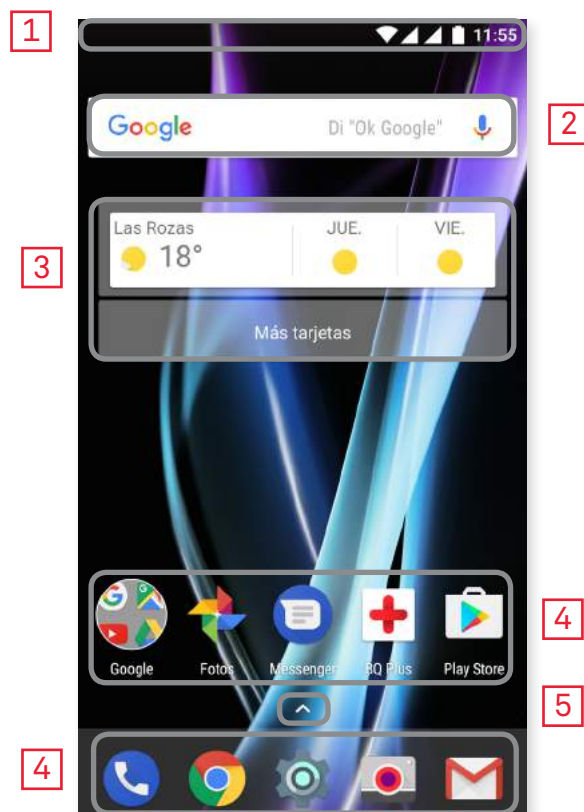 1
11:55
Google Di "Ok Google"
2
Las Rozas JUE. VIE.
18°
3
Más tarjetas
4
Google Fotos Messenger BQ Plus Play Store
5
4